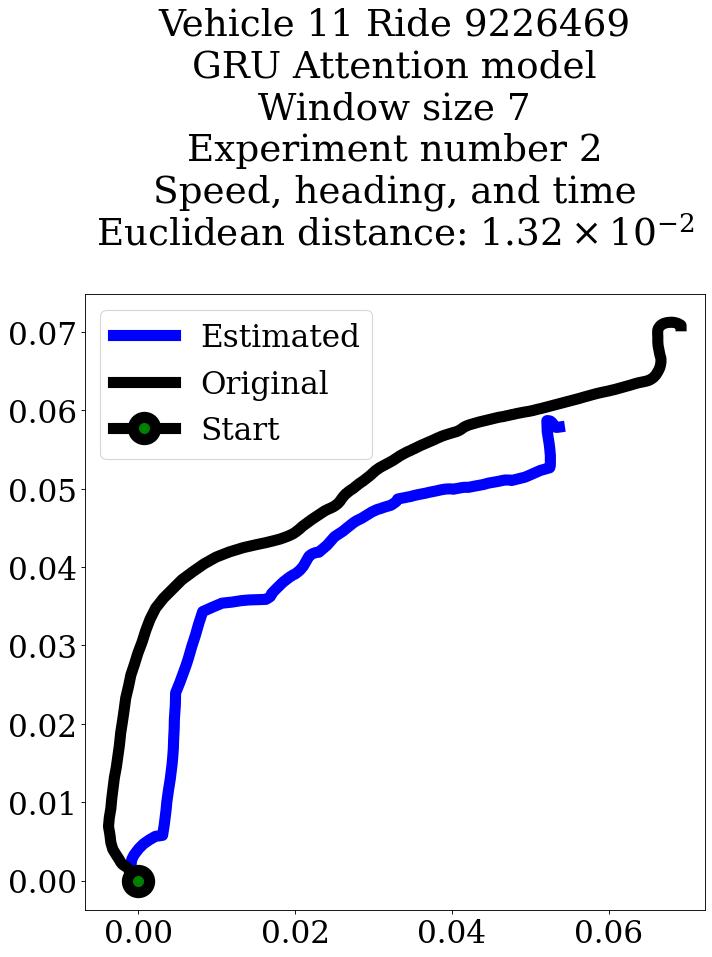 Vehicle 11 Ride 9226469
GRU Attention model
Window size 7
Experiment number 2
Speed, heading, and time
Euclidean distance: 1.32 × 10⁻²
Estimated
Original
Start
0.07
0.06
0.05
0.04
0.03
0.02
0.01
0.00
0.00 0.02 0.04 0.06